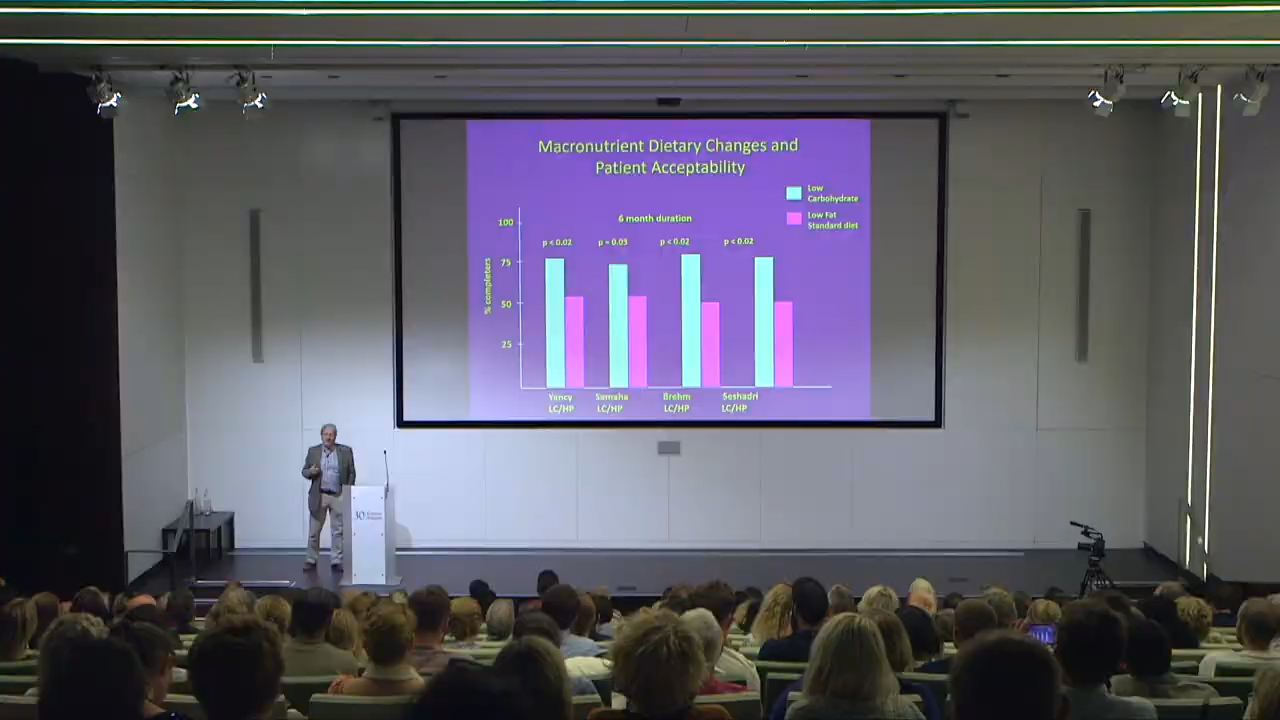 Macronutrient Dietary Changes and
Patient Acceptability
Low
Carbohydrate
Low Fat
Standard diet
6 month duration
100
75
50
25
% completers
p < 0.02
p = 0.03
p < 0.02
p < 0.02
Yancy
LC/HP
Samaha
LC/HP
Brehm
LC/HP
Seshadri
LC/HP
30